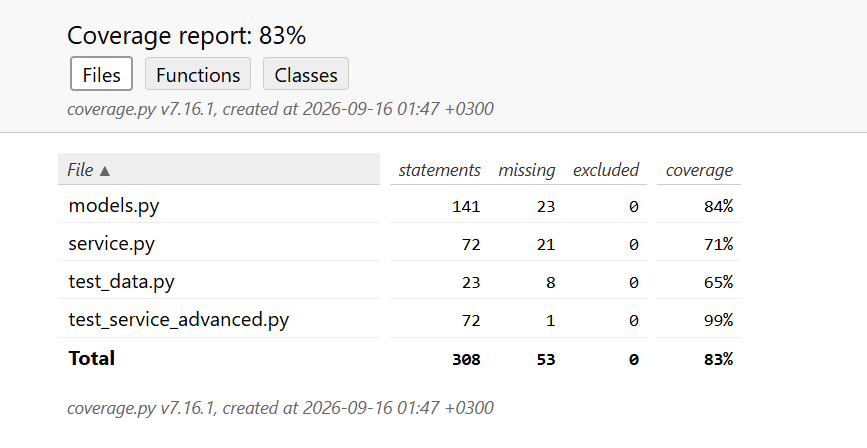 Coverage report: 83%
Files Functions Classes
coverage.py v7.16.1, created at 2026-09-16 01:47 +0300
File ▲ statements missing excluded coverage
models.py 141 23 0 84%
service.py 72 21 0 71%
test_data.py 23 8 0 65%
test_service_advanced.py 72 1 0 99%
Total 308 53 0 83%
coverage.py v7.16.1, created at 2026-09-16 01:47 +0300